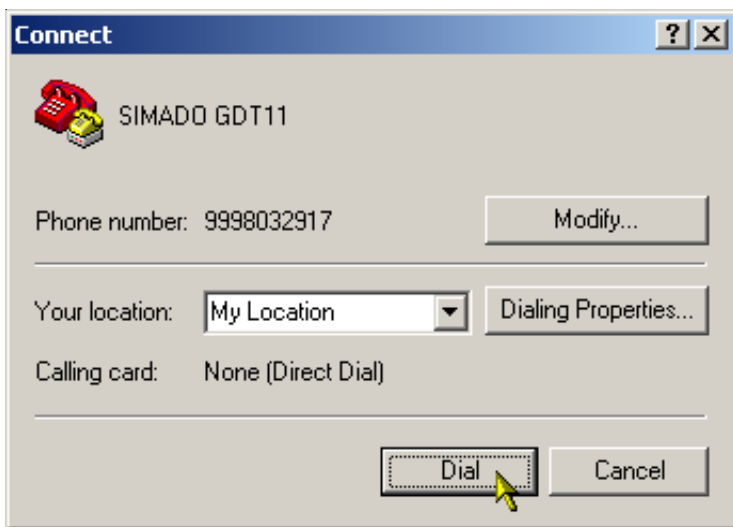 Connect
SIMADO GDT11
Phone number: 9998032917 Modify...
Your location: My Location Dialing Properties...
Calling card: None (Direct Dial)
Dial Cancel